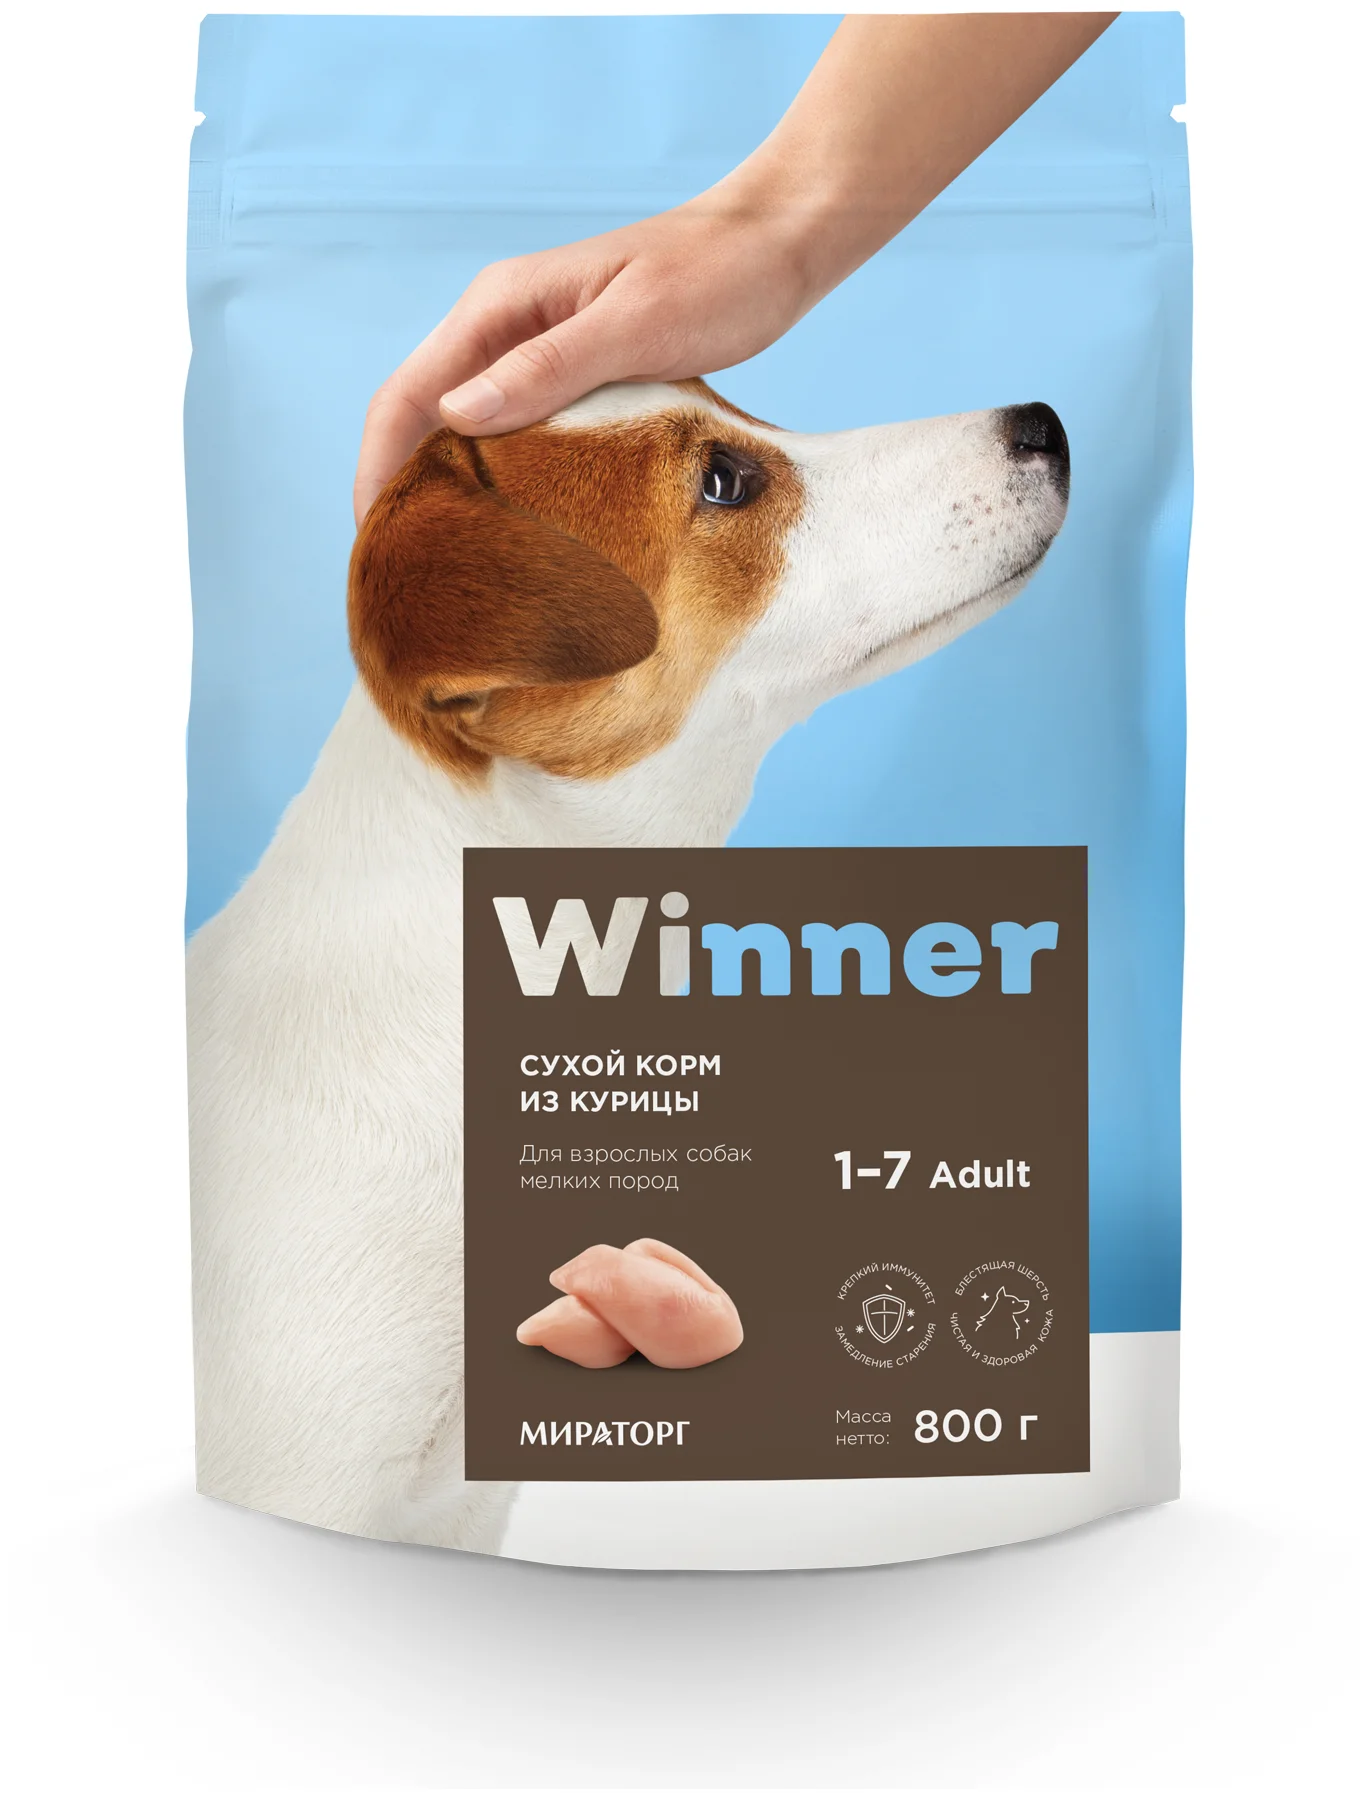 Winner
СУХОЙ КОРМ
ИЗ КУРИЦЫ
Для взрослых собак
мелких пород
1–7 Adult
КРЕПКИЙ ИММУНИТЕТ
ЗАМЕДЛЕНИЕ СТАРЕНИЯ
БЛЕСТЯЩАЯ ШЕРСТЬ
ЧИСТАЯ И ЗДОРОВАЯ КОЖА
МИРАТОРГ
Масса
нетто:
800 г